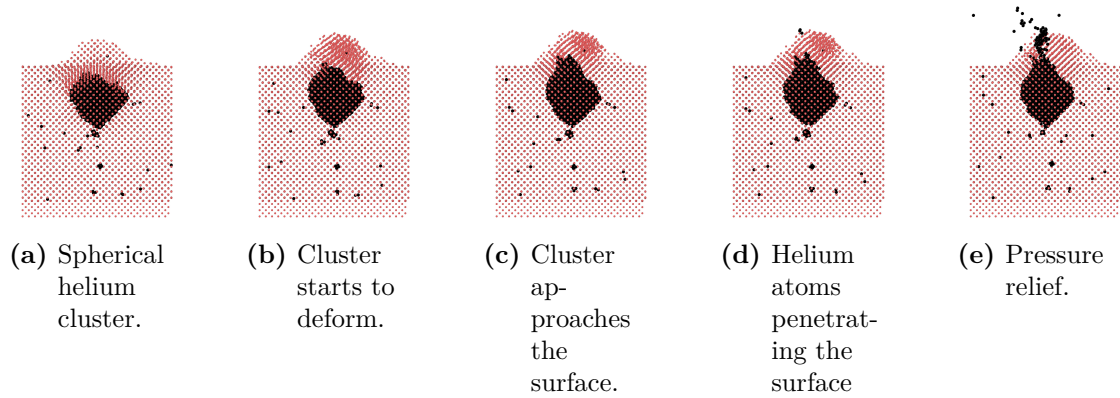 (a) Spherical
helium
cluster.
(b) Cluster
starts to
deform.
(c) Cluster
ap-
proaches
the
surface.
(d) Helium
atoms
penetrat-
ing the
surface
(e) Pressure
relief.